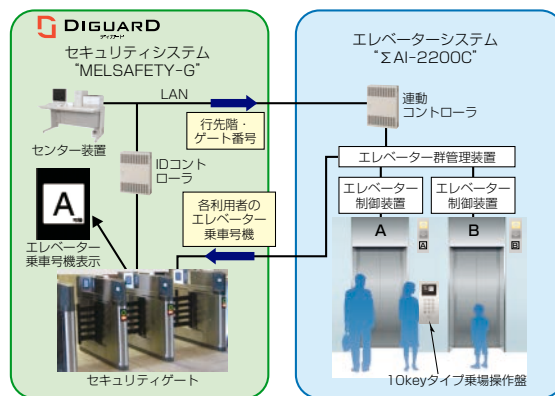 DIGUARD
ディガード
セキュリティシステム
“MELSAFETY-G”
LAN
センター装置
行先階・
ゲート番号
IDコント
ローラ
A
エレベーター
乗車号機表示
各利用者の
エレベーター
乗車号機
セキュリティゲート
エレベーターシステム
“ΣAI-2200C”
連動
コントローラ
エレベーター群管理装置
エレベーター
制御装置
エレベーター
制御装置
A
B
A
B
10keyタイプ乗場操作盤